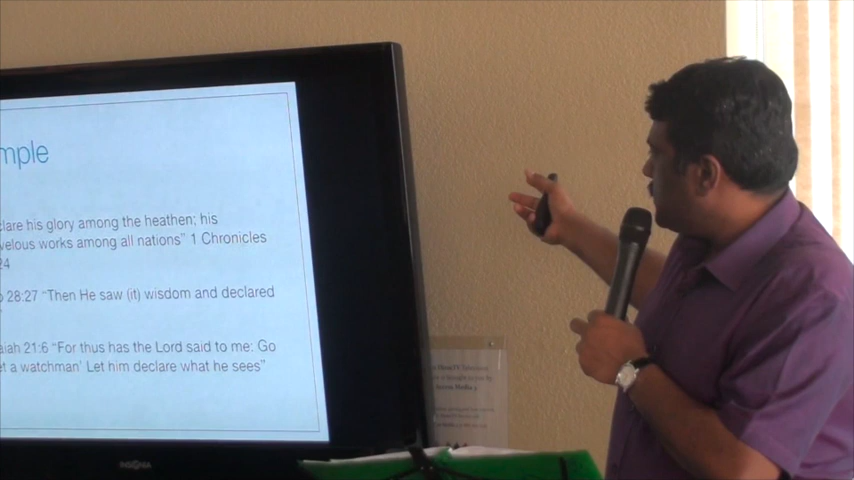 mple
clare his glory among the heathen; his
velous works among all nations” 1 Chronicles
24
28:27 “Then He saw (it) wisdom and declared
aiah 21:6 “For thus has the Lord said to me: Go
et a watchman’ Let him declare what he sees”
INSIGNIA